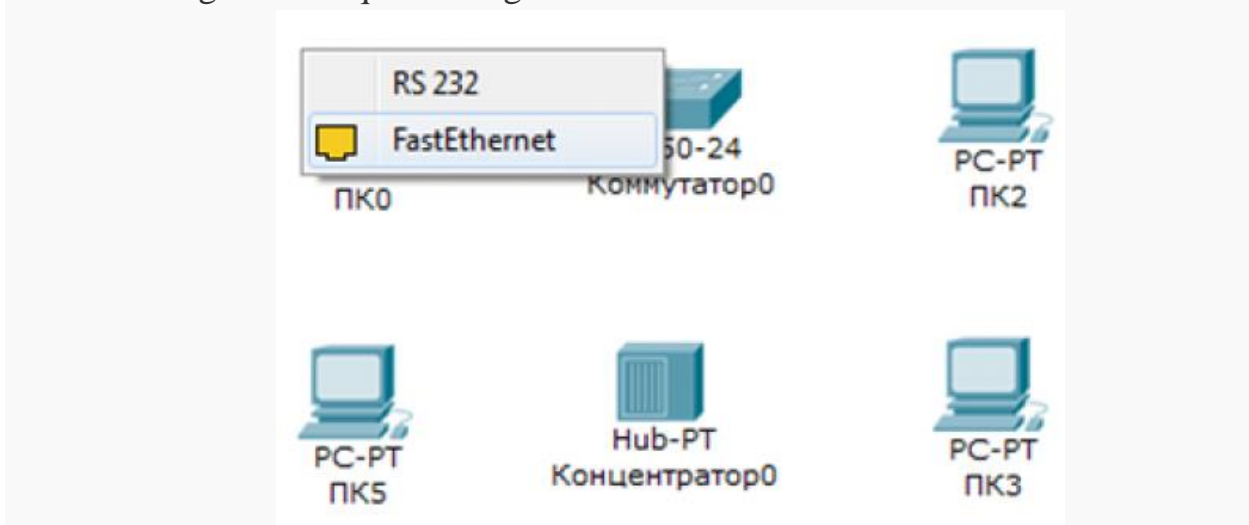 RS 232
FastEthernet
50-24
ПК0
Коммутатор0
PC-PT
ПК2
PC-PT
ПК5
Hub-PT
Концентратор0
PC-PT
ПК3